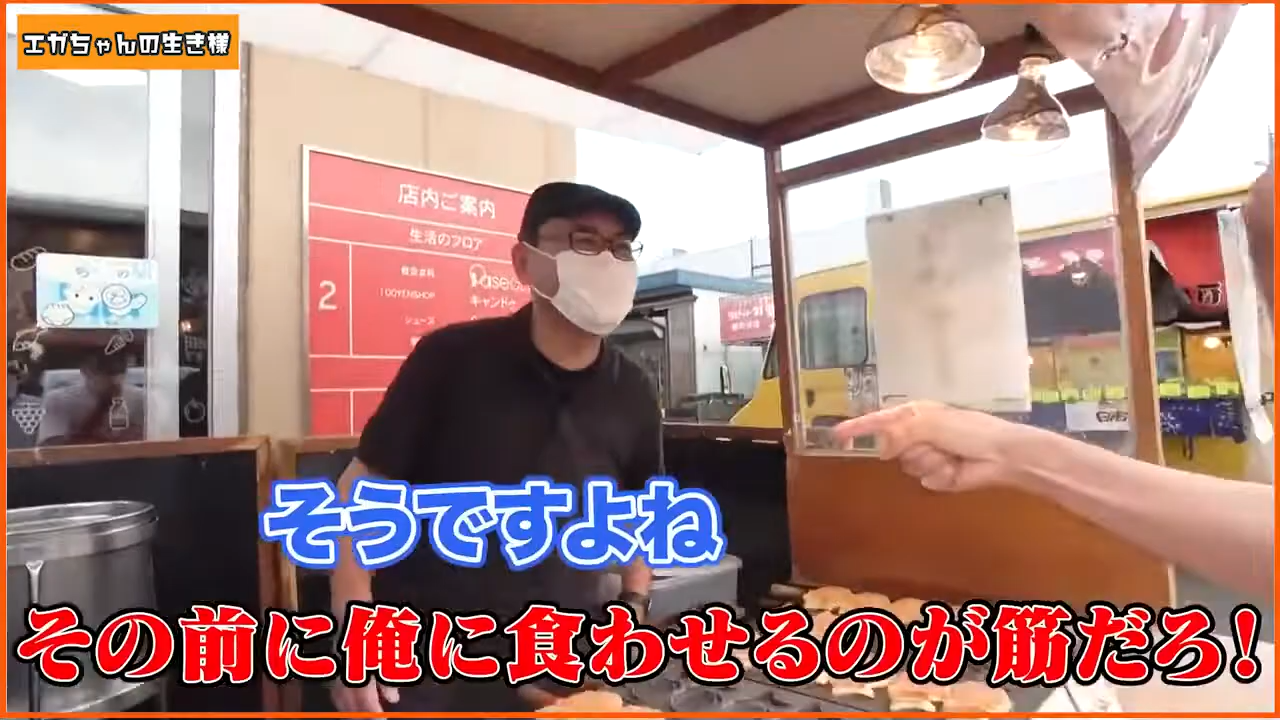 エガちゃんの生き様
店内ご案内
生活のフロア
2
100YENSHOP
キャンドゥ
シューズ
そうですよね
その前に俺に食わせるのが筋だろ!